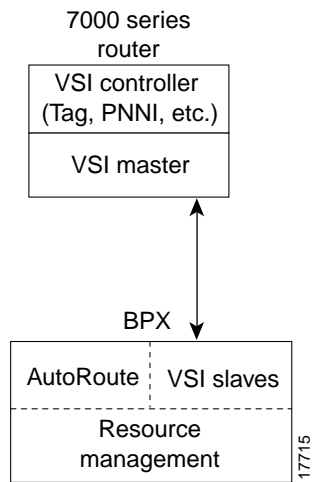 7000 series
router
VSI controller
(Tag, PNNI, etc.)
VSI master
BPX
AutoRoute
VSI slaves
Resource
management
17715